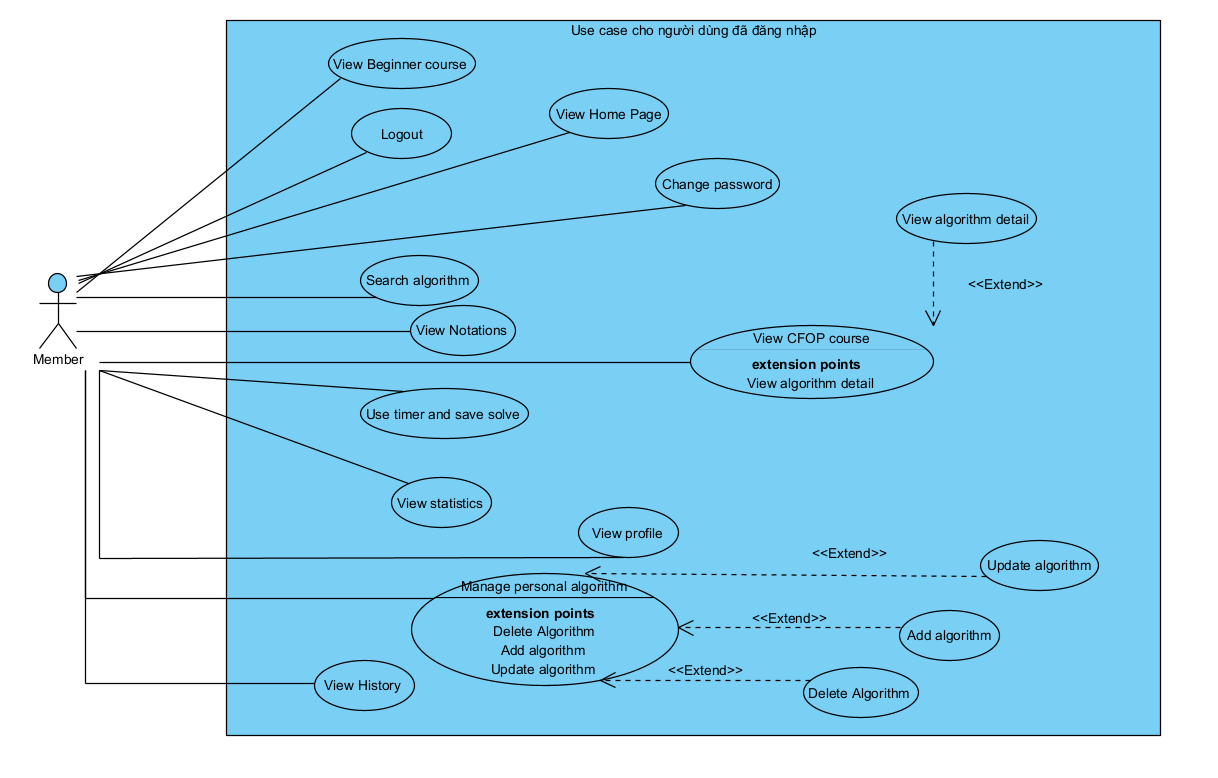 Use case cho người dùng đã đăng nhập
View Beginner course
View Home Page
Logout
Change password
View algorithm detail
Search algorithm
<<Extend>>
View Notations
Member
View CFOP course
extension points
View algorithm detail
Use timer and save solve
View statistics
View profile
<<Extend>>
Update algorithm
Manage personal algorithm
extension points
Delete Algorithm
Add algorithm
Update algorithm
<<Extend>>
Add algorithm
<<Extend>>
View History
Delete Algorithm